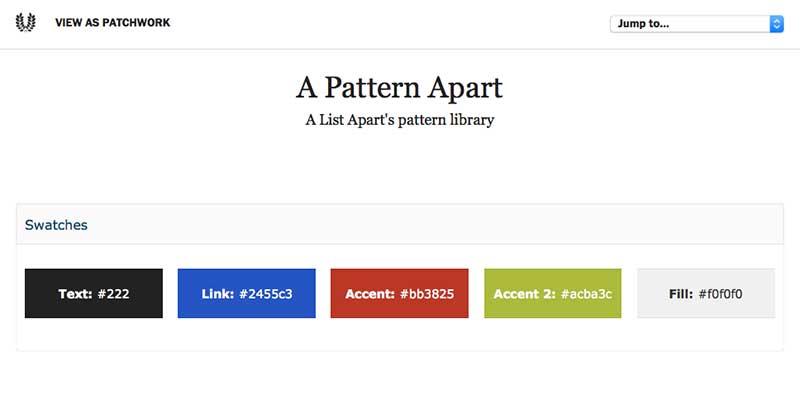 VIEW AS PATCHWORK
Jump to...
A Pattern Apart
A List Apart's pattern library
Swatches
Text: #222
Link: #2455c3
Accent: #bb3825
Accent 2: #acba3c
Fill: #f0f0f0